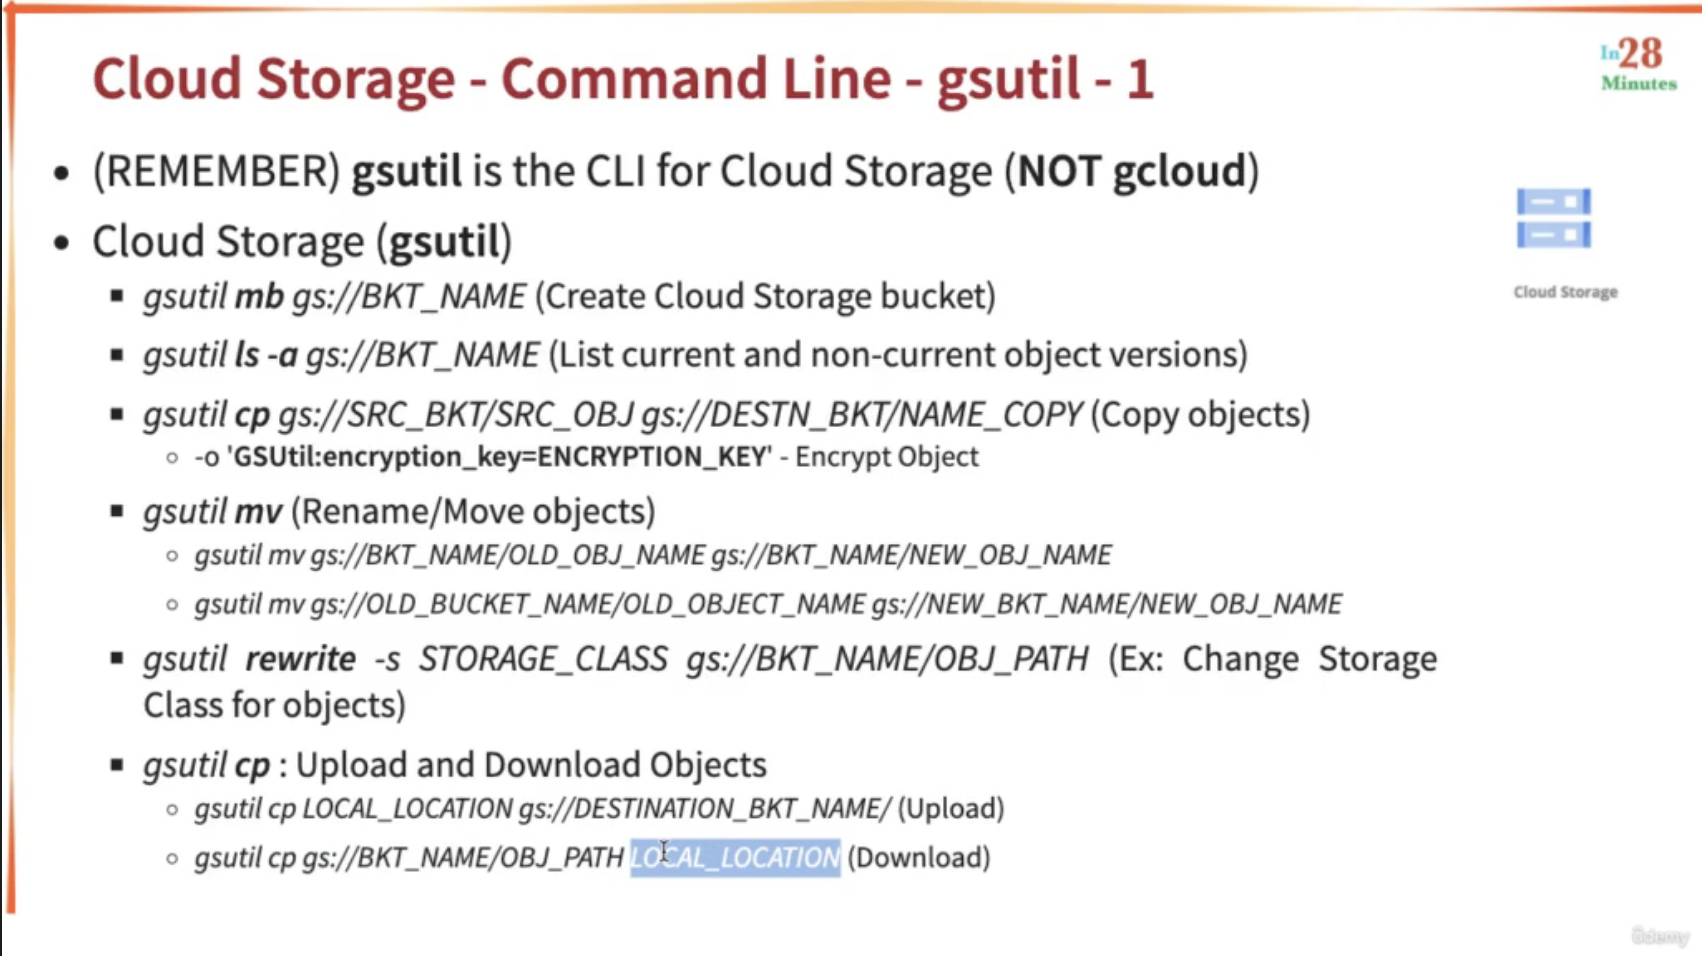 Cloud Storage - Command Line - gsutil - 1
In28
Minutes
• (REMEMBER) gsutil is the CLI for Cloud Storage (NOT gcloud)
• Cloud Storage (gsutil)
▪ gsutil mb gs://BKT_NAME (Create Cloud Storage bucket)
▪ gsutil ls -a gs://BKT_NAME (List current and non-current object versions)
▪ gsutil cp gs://SRC_BKT/SRC_OBJ gs://DESTN_BKT/NAME_COPY (Copy objects)
○ -o 'GSUtil:encryption_key=ENCRYPTION_KEY' - Encrypt Object
▪ gsutil mv (Rename/Move objects)
○ gsutil mv gs://BKT_NAME/OLD_OBJ_NAME gs://BKT_NAME/NEW_OBJ_NAME
○ gsutil mv gs://OLD_BUCKET_NAME/OLD_OBJECT_NAME gs://NEW_BKT_NAME/NEW_OBJ_NAME
▪ gsutil rewrite -s STORAGE_CLASS gs://BKT_NAME/OBJ_PATH (Ex: Change Storage
Class for objects)
▪ gsutil cp : Upload and Download Objects
○ gsutil cp LOCAL_LOCATION gs://DESTINATION_BKT_NAME/ (Upload)
○ gsutil cp gs://BKT_NAME/OBJ_PATH LOCAL_LOCATION (Download)
Cloud Storage
ûdemy